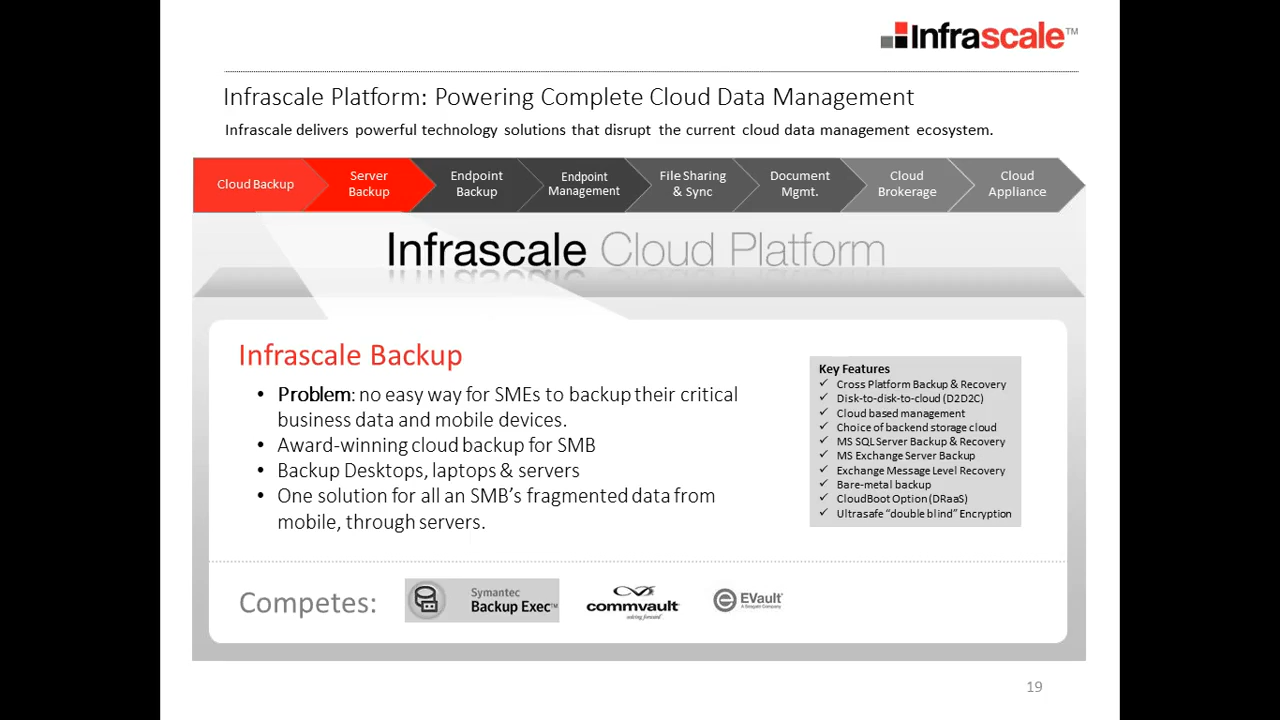 Infrascale™
Infrascale Platform: Powering Complete Cloud Data Management
Infrascale delivers powerful technology solutions that disrupt the current cloud data management ecosystem.
Cloud Backup
Server
Backup
Endpoint
Backup
Endpoint
Management
File Sharing
& Sync
Document
Mgmt.
Cloud
Brokerage
Cloud
Appliance
Infrascale Cloud Platform
Infrascale Backup
• Problem: no easy way for SMEs to backup their critical
business data and mobile devices.
• Award-winning cloud backup for SMB
• Backup Desktops, laptops & servers
• One solution for all an SMB's fragmented data from
mobile, through servers.
Key Features
✓ Cross Platform Backup & Recovery
✓ Disk-to-disk-to-cloud (D2D2C)
✓ Cloud based management
✓ Choice of backend storage cloud
✓ MS SQL Server Backup & Recovery
✓ MS Exchange Server Backup
✓ Exchange Message Level Recovery
✓ Bare-metal backup
✓ CloudBoot Option (DRaaS)
✓ Ultrasafe “double blind” Encryption
Competes:
Symantec
Backup Exec™
commvault
solving forward
EVault
A Seagate Company
19